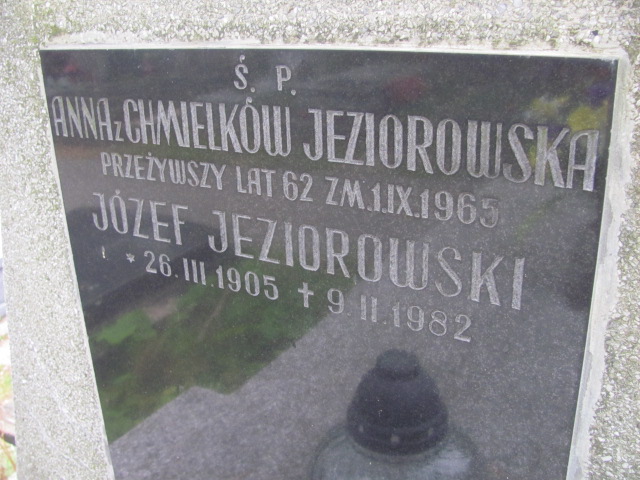 Ś. P.
ANNA z CHMIELKÓW JEZIOROWSKA
PRZEŻYWSZY LAT 62 ZM.1.IX.1965
JÓZEF JEZIOROWSKI
* 26.III.1905 † 9.II.1982